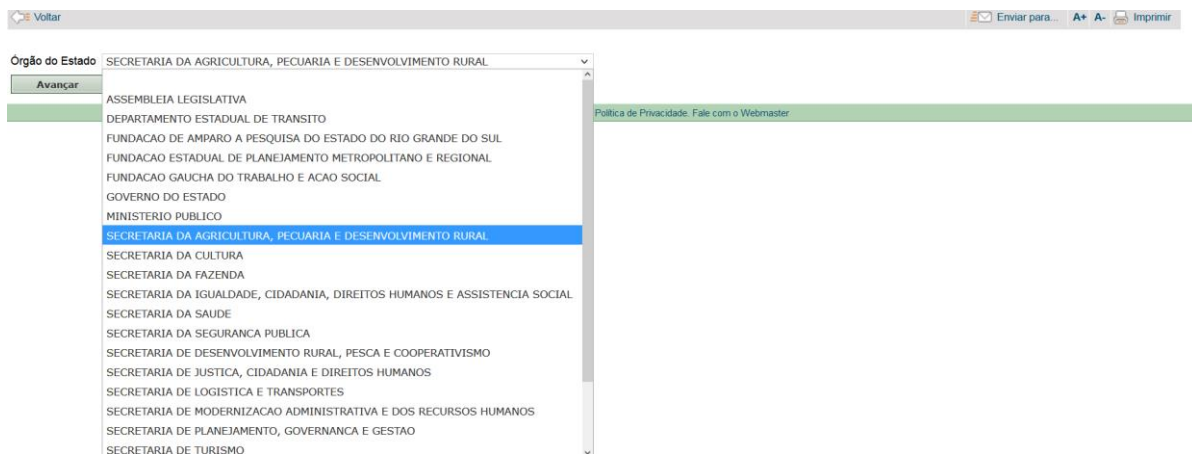 Voltar Enviar para... A+ A- Imprimir
Órgão do Estado SECRETARIA DA AGRICULTURA, PECUARIA E DESENVOLVIMENTO RURAL
Avançar
ASSEMBLEIA LEGISLATIVA
Política de Privacidade. Fale com o Webmaster
DEPARTAMENTO ESTADUAL DE TRANSITO
FUNDACAO DE AMPARO A PESQUISA DO ESTADO DO RIO GRANDE DO SUL
FUNDACAO ESTADUAL DE PLANEJAMENTO METROPOLITANO E REGIONAL
FUNDACAO GAUCHA DO TRABALHO E ACAO SOCIAL
GOVERNO DO ESTADO
MINISTERIO PUBLICO
SECRETARIA DA AGRICULTURA, PECUARIA E DESENVOLVIMENTO RURAL
SECRETARIA DA CULTURA
SECRETARIA DA FAZENDA
SECRETARIA DA IGUALDADE, CIDADANIA, DIREITOS HUMANOS E ASSISTENCIA SOCIAL
SECRETARIA DA SAUDE
SECRETARIA DA SEGURANCA PUBLICA
SECRETARIA DE DESENVOLVIMENTO RURAL, PESCA E COOPERATIVISMO
SECRETARIA DE JUSTICA, CIDADANIA E DIREITOS HUMANOS
SECRETARIA DE LOGISTICA E TRANSPORTES
SECRETARIA DE MODERNIZACAO ADMINISTRATIVA E DOS RECURSOS HUMANOS
SECRETARIA DE PLANEJAMENTO, GOVERNANCA E GESTAO
SECRETARIA DE TURISMO